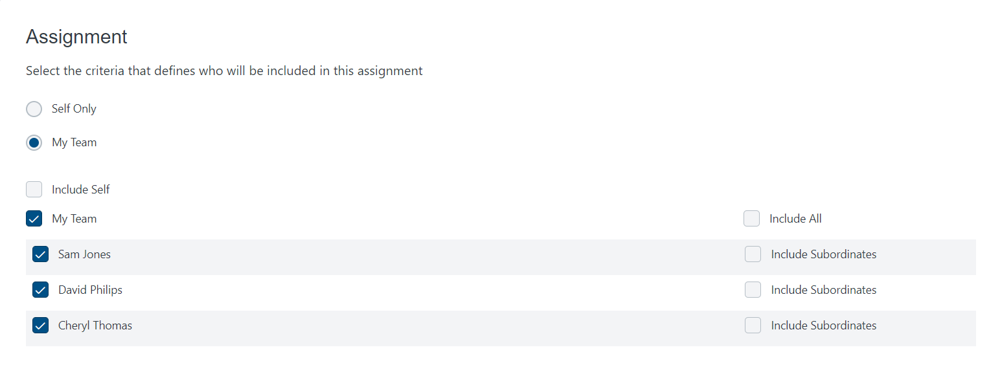 Assignment
Select the criteria that defines who will be included in this assignment
Self Only
My Team
Include Self
My Team Include All
Sam Jones Include Subordinates
David Philips Include Subordinates
Cheryl Thomas Include Subordinates